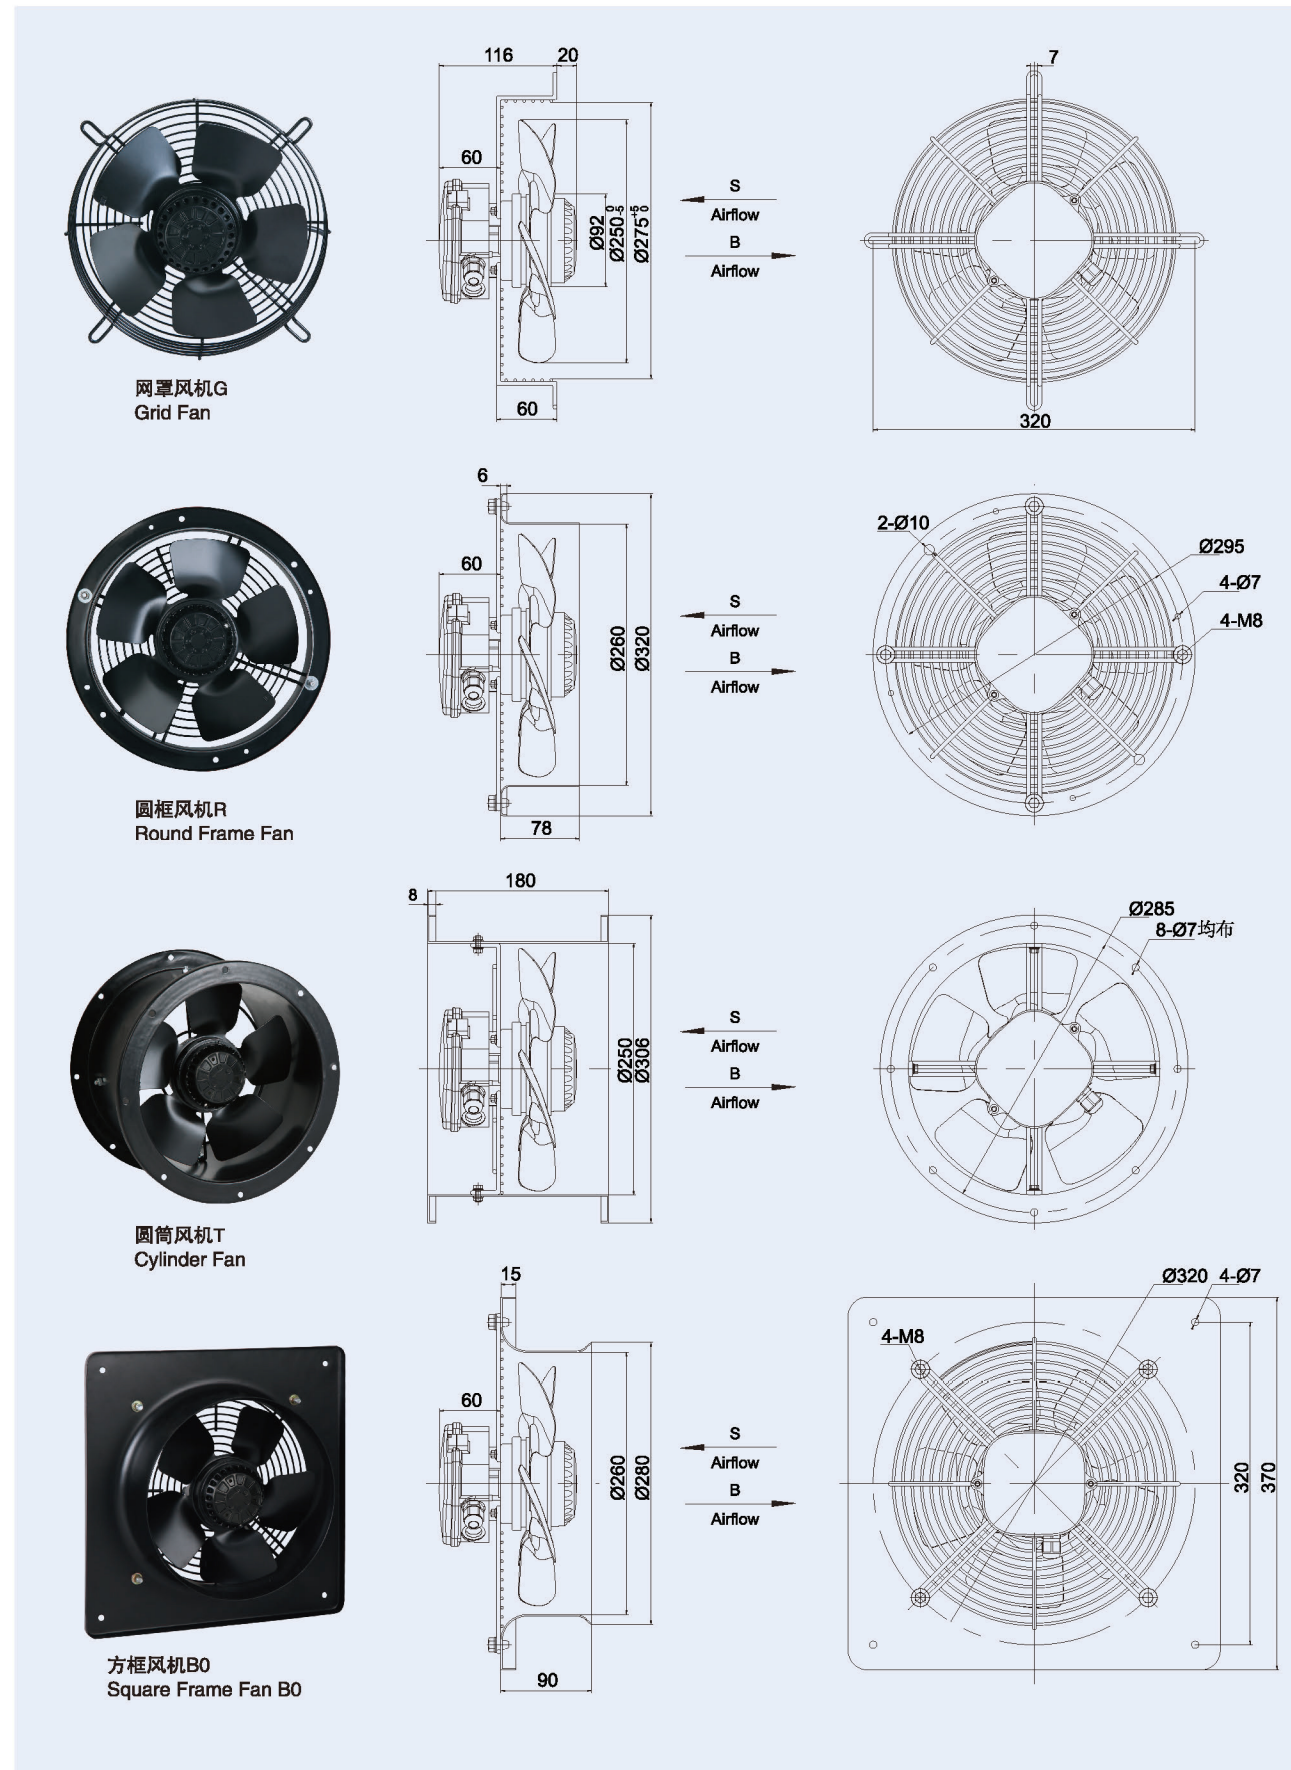 116
20
7
60
S
Airflow
B
Airflow
Ø92
Ø250 0 -5
Ø275 +5 0
60
320
网罩风机G
Grid Fan
6
60
S
Airflow
B
Airflow
Ø260
Ø320
78
2-Ø10
Ø295
4-Ø7
4-M8
圆框风机R
Round Frame Fan
180
8
S
Airflow
B
Airflow
Ø250
Ø306
Ø285
8-Ø7均布
圆筒风机T
Cylinder Fan
15
60
S
Airflow
B
Airflow
Ø260
Ø280
90
Ø320
4-Ø7
4-M8
320
370
方框风机B0
Square Frame Fan B0